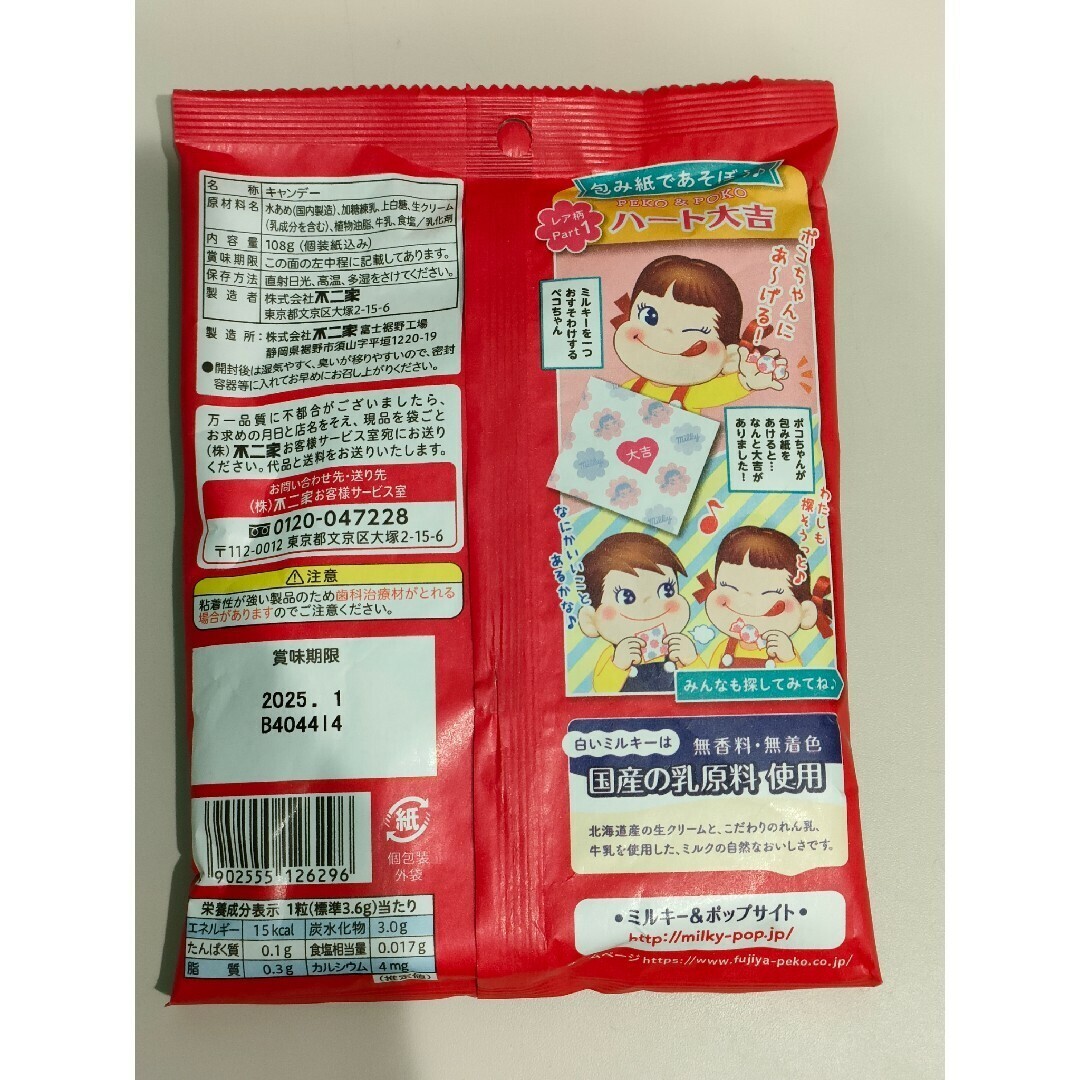 名称 キャンデー
原材料名 水あめ(国内製造)、加糖練乳、上白糖、生クリーム
(乳成分を含む)、植物油脂、牛乳、食塩／乳化剤
内容量 108g(個装紙込み)
賞味期限 この面の左中程に記載してあります。
保存方法 直射日光、高温、多湿をさけてください。
製造者 株式会社不二家
東京都文京区大塚2-15-6
製造所:株式会社不二家富士裾野工場
静岡県裾野市須山字平垣1220-19
●開封後は湿気やすく、臭いが移りやすいので、密封
容器等に入れてお早めにお召し上がりください。
万一品質に不都合がございましたら、
お求めの月日と店名をそえ、現品を袋ごと
(株)不二家お客様サービス室宛にお送り
ください。代品と送料をお送りいたします。
お問い合わせ先・送り先
(株)不二家お客様サービス室
0120-047228
〒112-0012 東京都文京区大塚2-15-6
注意
粘着性が強い製品のため歯科治療材がとれる
場合がありますのでご注意ください。
賞味期限
2025. 1
B404414
902555 126296
紙
個包装
外袋
栄養成分表示 1粒(標準3.6g)当たり
エネルギー 15kcal 炭水化物 3.0g
たんぱく質 0.1g 食塩相当量 0.017g
脂質 0.3g カルシウム 4mg
(推定値)
包み紙であそぼう♪
PEKO & POKO
レア柄
Part1
ハート大吉
ポコちゃんに
あ〜げる!
ミルキーを一つ
おすそわけする
ペコちゃん
大吉
Milky
Milky
ポコちゃんが
包み紙を
あけると…
なんと大吉が
ありました!
わたしも
探そうっと♪
なにかいいこと
あるかな♪
みんなも探してみてね♪
白いミルキーは 無香料・無着色
国産の乳原料 使用
北海道産の生クリームと、こだわりのれん乳、
牛乳を使用した、ミルクの自然なおいしさです。
•ミルキー&ポップサイト•
http://milky-pop.jp/
ムページ https://www.fujiya-peko.co.jp/